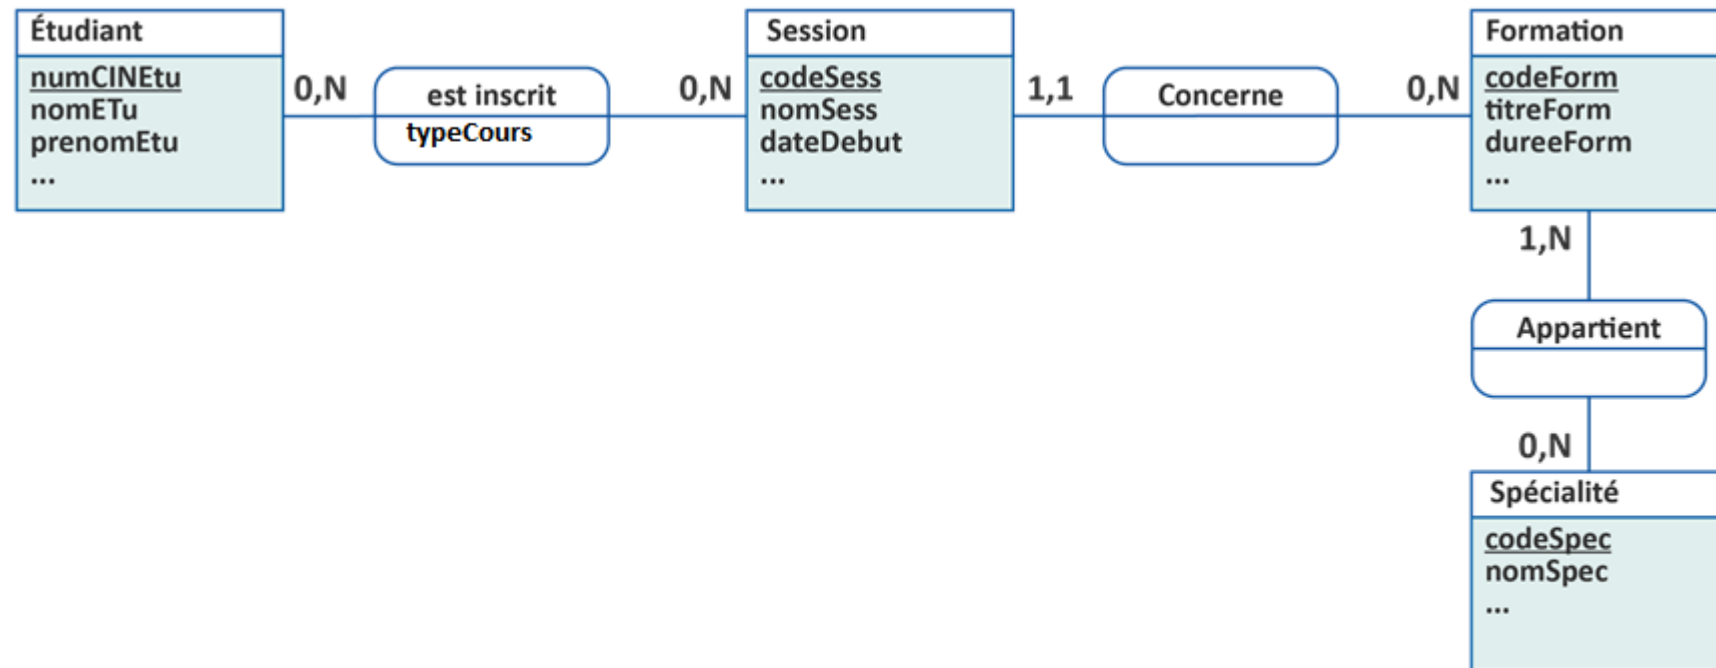 Étudiant
numCINEtu
nomETu
prenomEtu
...
0,N
est inscrit
typeCours
0,N
Session
codeSess
nomSess
dateDebut
...
1,1
Concerne
0,N
Formation
codeForm
titreForm
dureeForm
...
1,N
Appartient
0,N
Spécialité
codeSpec
nomSpec
...